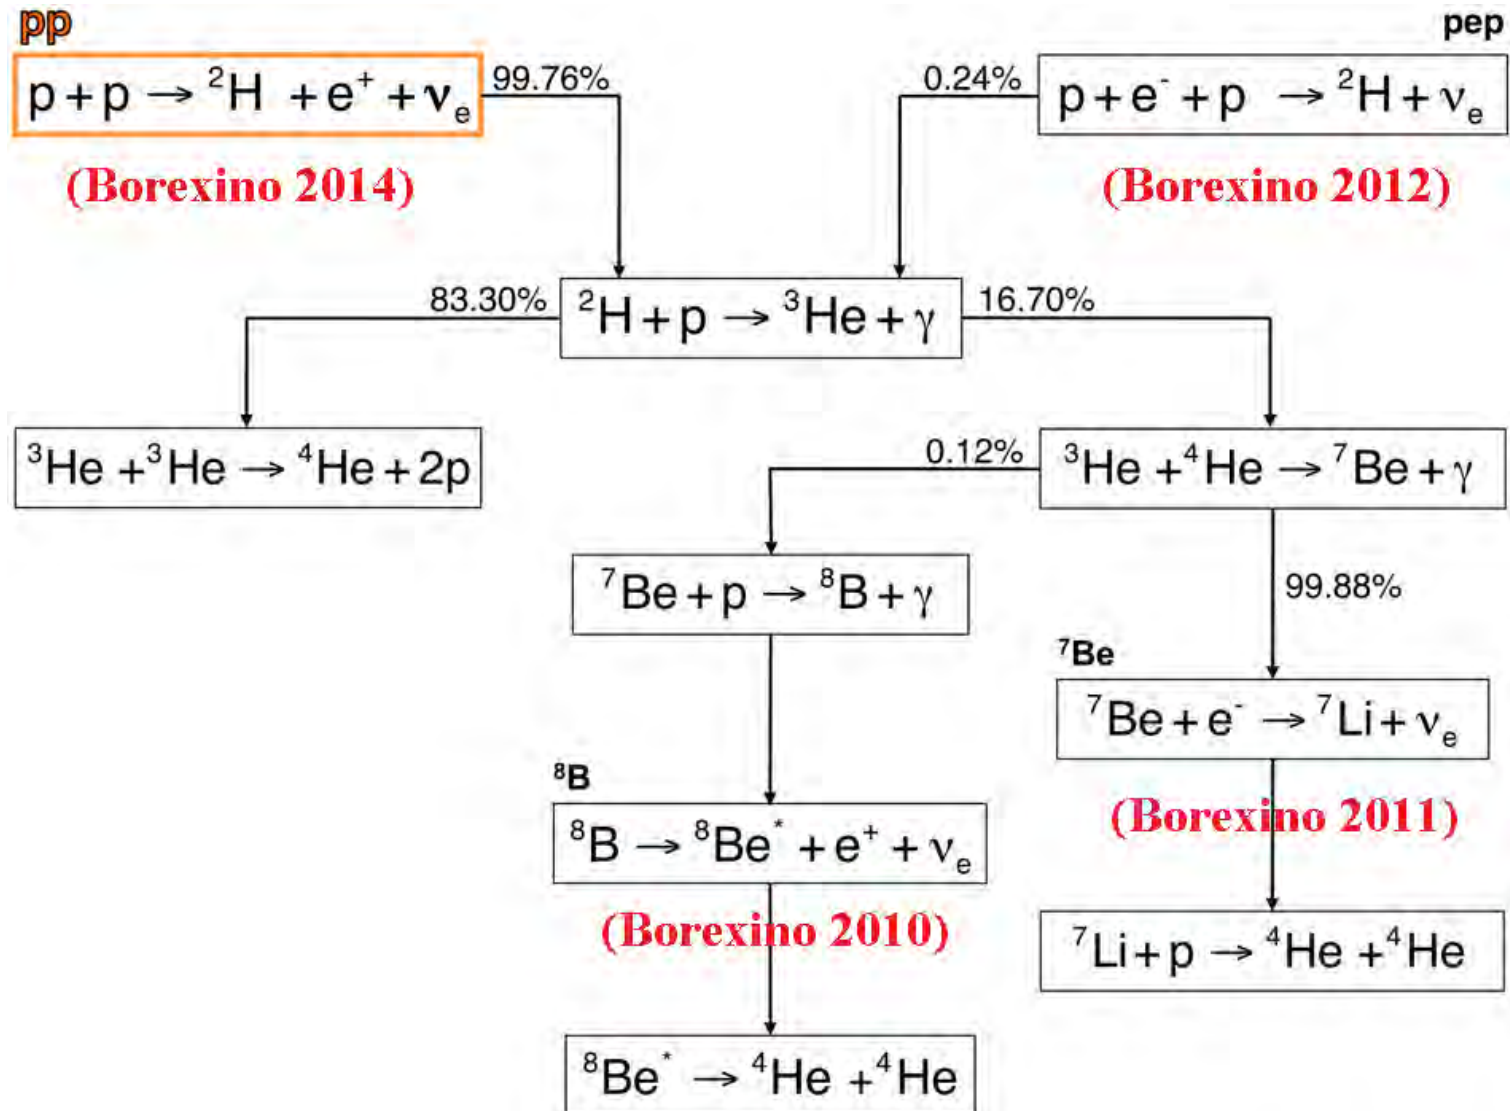 pp
pep
p + p → ²H + e⁺ + νₑ
99.76%
0.24%
p + e⁻ + p → ²H + νₑ
(Borexino 2014)
(Borexino 2012)
83.30%
²H + p → ³He + γ
16.70%
³He +³He → ⁴He + 2p
0.12%
³He +⁴He → ⁷Be + γ
⁷Be + p → ⁸B + γ
99.88%
⁷Be
⁷Be + e⁻ → ⁷Li + νₑ
⁸B
(Borexino 2011)
⁸B → ⁸Be* + e⁺ + νₑ
(Borexino 2010)
⁷Li + p → ⁴He +⁴He
⁸Be* → ⁴He +⁴He